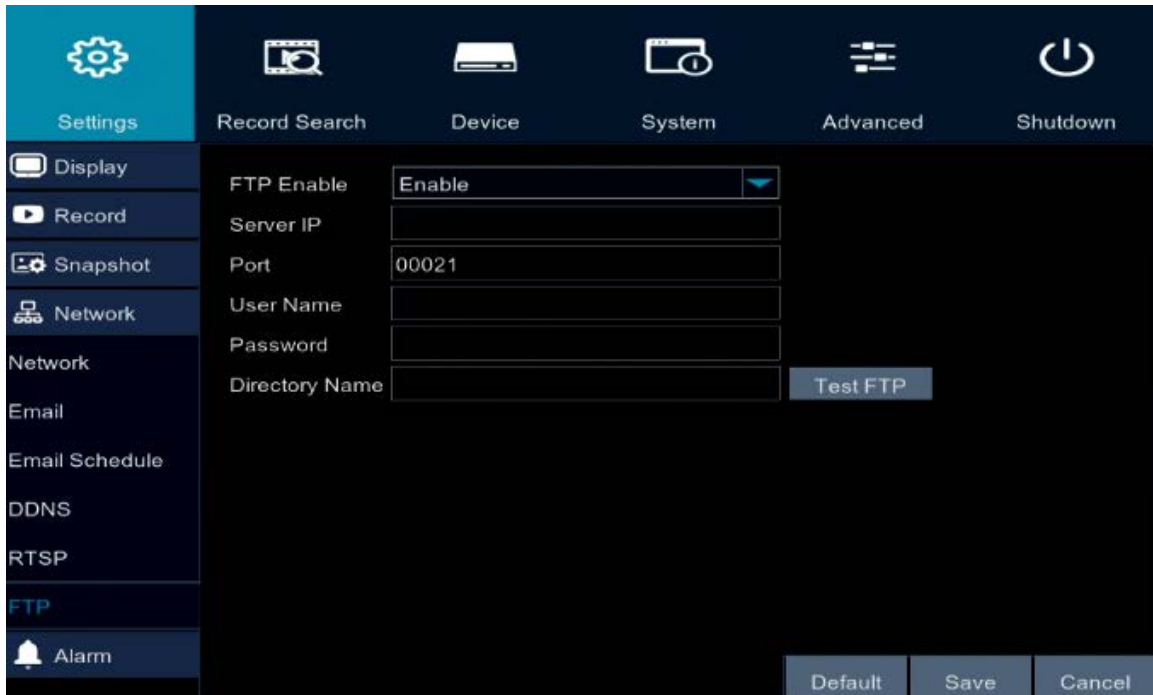 Settings
Record Search
Device
System
Advanced
Shutdown
Display
Record
Snapshot
Network
Network
Email
Email Schedule
DDNS
RTSP
FTP
Alarm
FTP Enable Enable
Server IP
Port 00021
User Name
Password
Directory Name Test FTP
Default Save Cancel